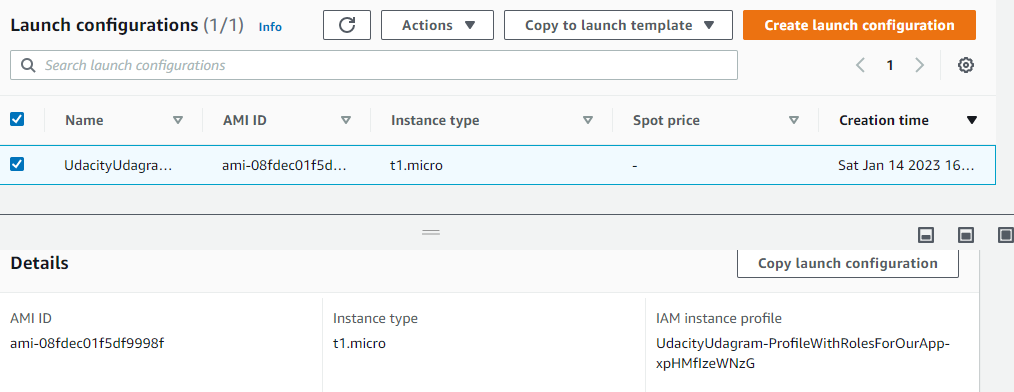 Launch configurations (1/1) Info Actions Copy to launch template Create launch configuration
Search launch configurations 1
Name AMI ID Instance type Spot price Creation time
UdacityUdagra... ami-08fdec01f5d... t1.micro - Sat Jan 14 2023 16...
Details Copy launch configuration
AMI ID Instance type IAM instance profile
ami-08fdec01f5df9998f t1.micro UdacityUdagram-ProfileWithRolesForOurApp-
xpHMfIzeWNzG